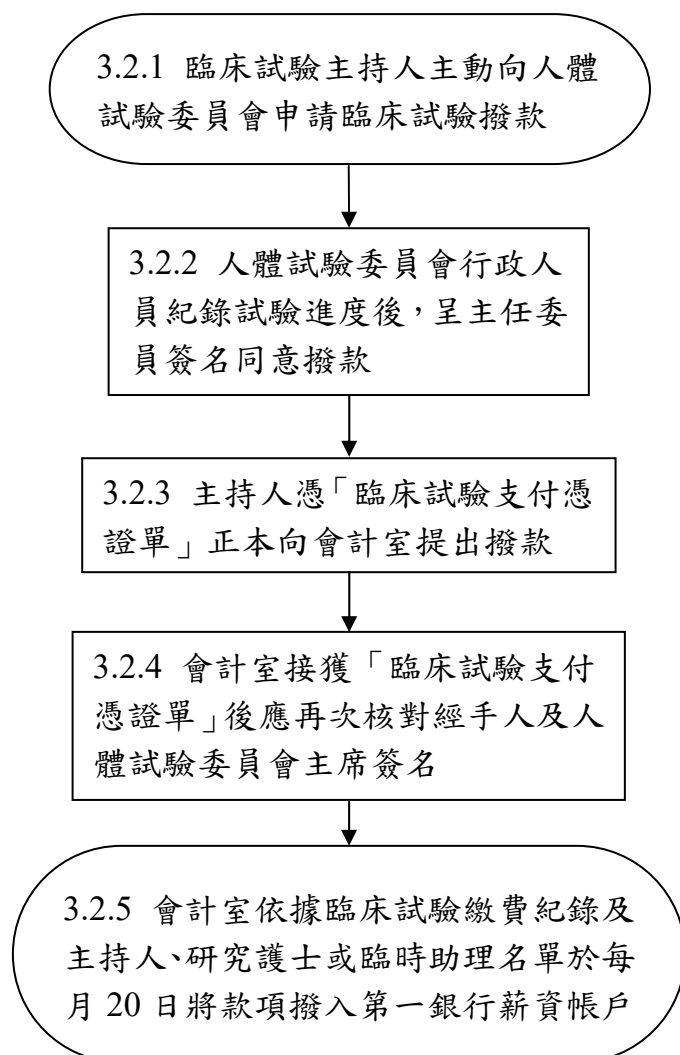 3.2.1 臨床試驗主持人主動向人體
試驗委員會申請臨床試驗撥款
3.2.2 人體試驗委員會行政人
員紀錄試驗進度後，呈主任委
員簽名同意撥款
3.2.3 主持人憑「臨床試驗支付憑
證單」正本向會計室提出撥款
3.2.4 會計室接獲「臨床試驗支付
憑證單」後應再次核對經手人及人
體試驗委員會主席簽名
3.2.5 會計室依據臨床試驗繳費紀錄及
主持人、研究護士或臨時助理名單於每
月 20 日將款項撥入第一銀行薪資帳戶